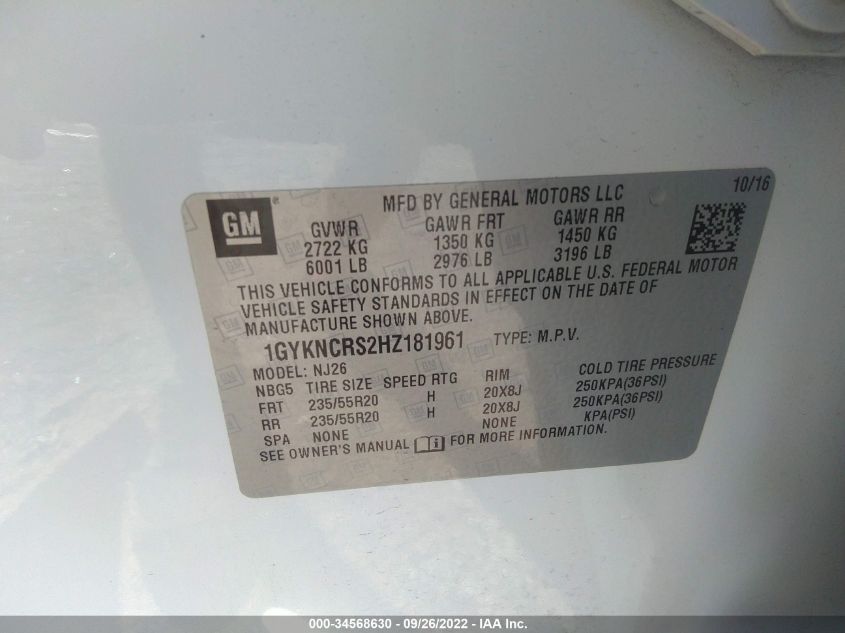 GM
MFD BY GENERAL MOTORS LLC 10/16
GVWR GAWR FRT GAWR RR
2722 KG 1350 KG 1450 KG
6001 LB 2976 LB 3196 LB
THIS VEHICLE CONFORMS TO ALL APPLICABLE U.S. FEDERAL MOTOR
VEHICLE SAFETY STANDARDS IN EFFECT ON THE DATE OF
MANUFACTURE SHOWN ABOVE.
1GYKNCRS2HZ181961 TYPE: M.P.V.
MODEL: NJ26
NBG5 TIRE SIZE SPEED RTG RIM COLD TIRE PRESSURE
FRT 235/55R20 H 20X8J 250KPA(36PSI)
RR 235/55R20 H 20X8J 250KPA(36PSI)
SPA NONE NONE KPA(PSI)
SEE OWNER'S MANUAL FOR MORE INFORMATION.
000-34568630 - 09/26/2022 - IAA Inc.